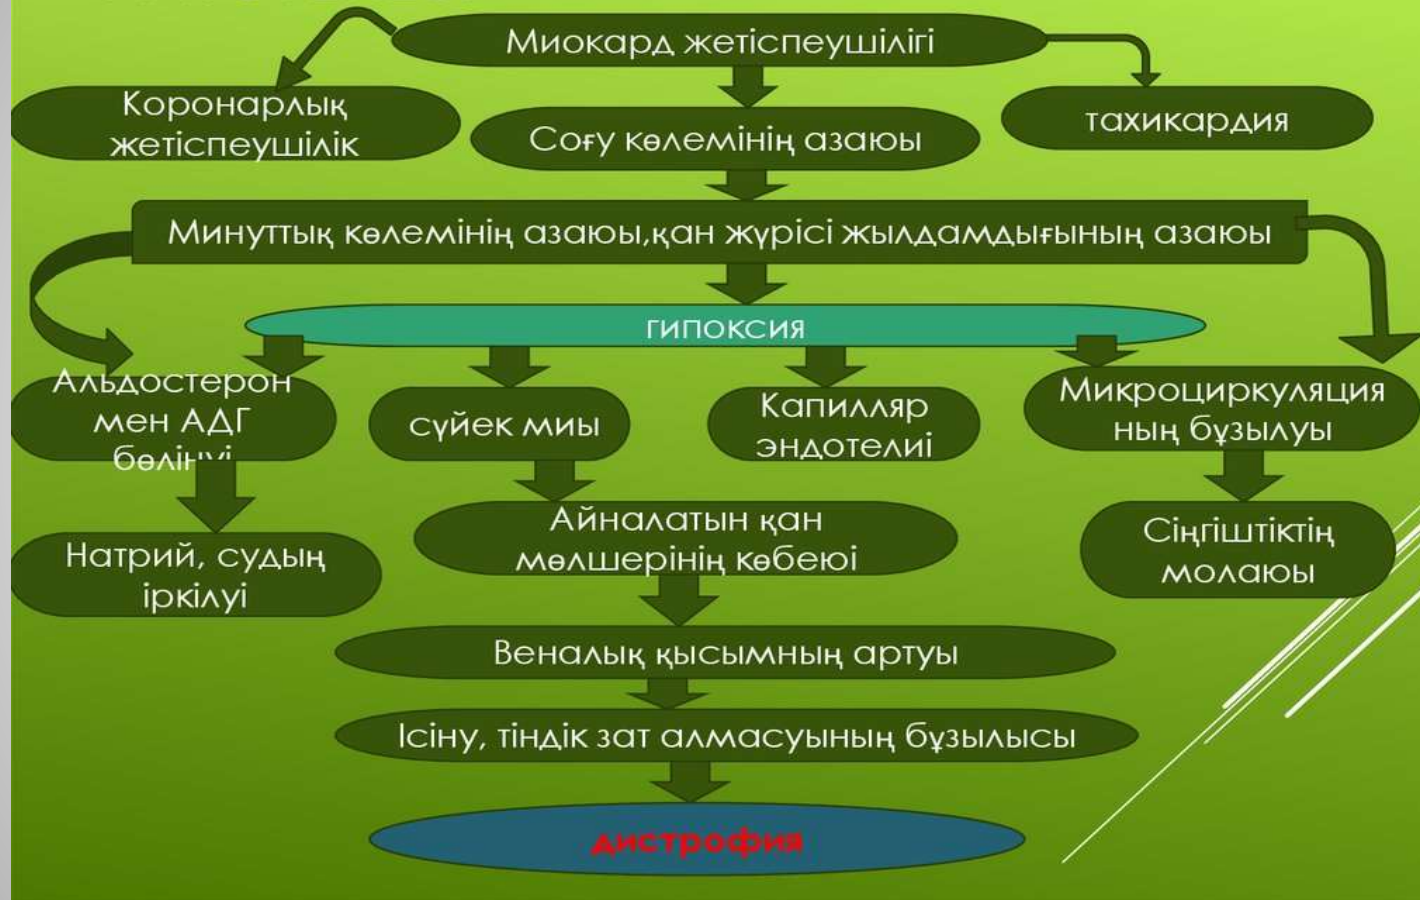 Миокард жетіспеушілігі
Коронарлық
жетіспеушілік
Соғу көлемінің азаюы
тахикардия
Минуттық көлемінің азаюы,қан жүрісі жылдамдығының азаюы
гипоксия
Альдостерон
мен АДГ
бөлінуі
сүйек миы
Капилляр
эндотелиі
Микроциркуляция
ның бұзылуы
Натрий, судың
іркілуі
Айналатын қан
мөлшерінің көбеюі
Сіңгіштіктің
молаюы
Веналық қысымның артуы
Ісіну, тіндік зат алмасуының бұзылысы
дистрофия